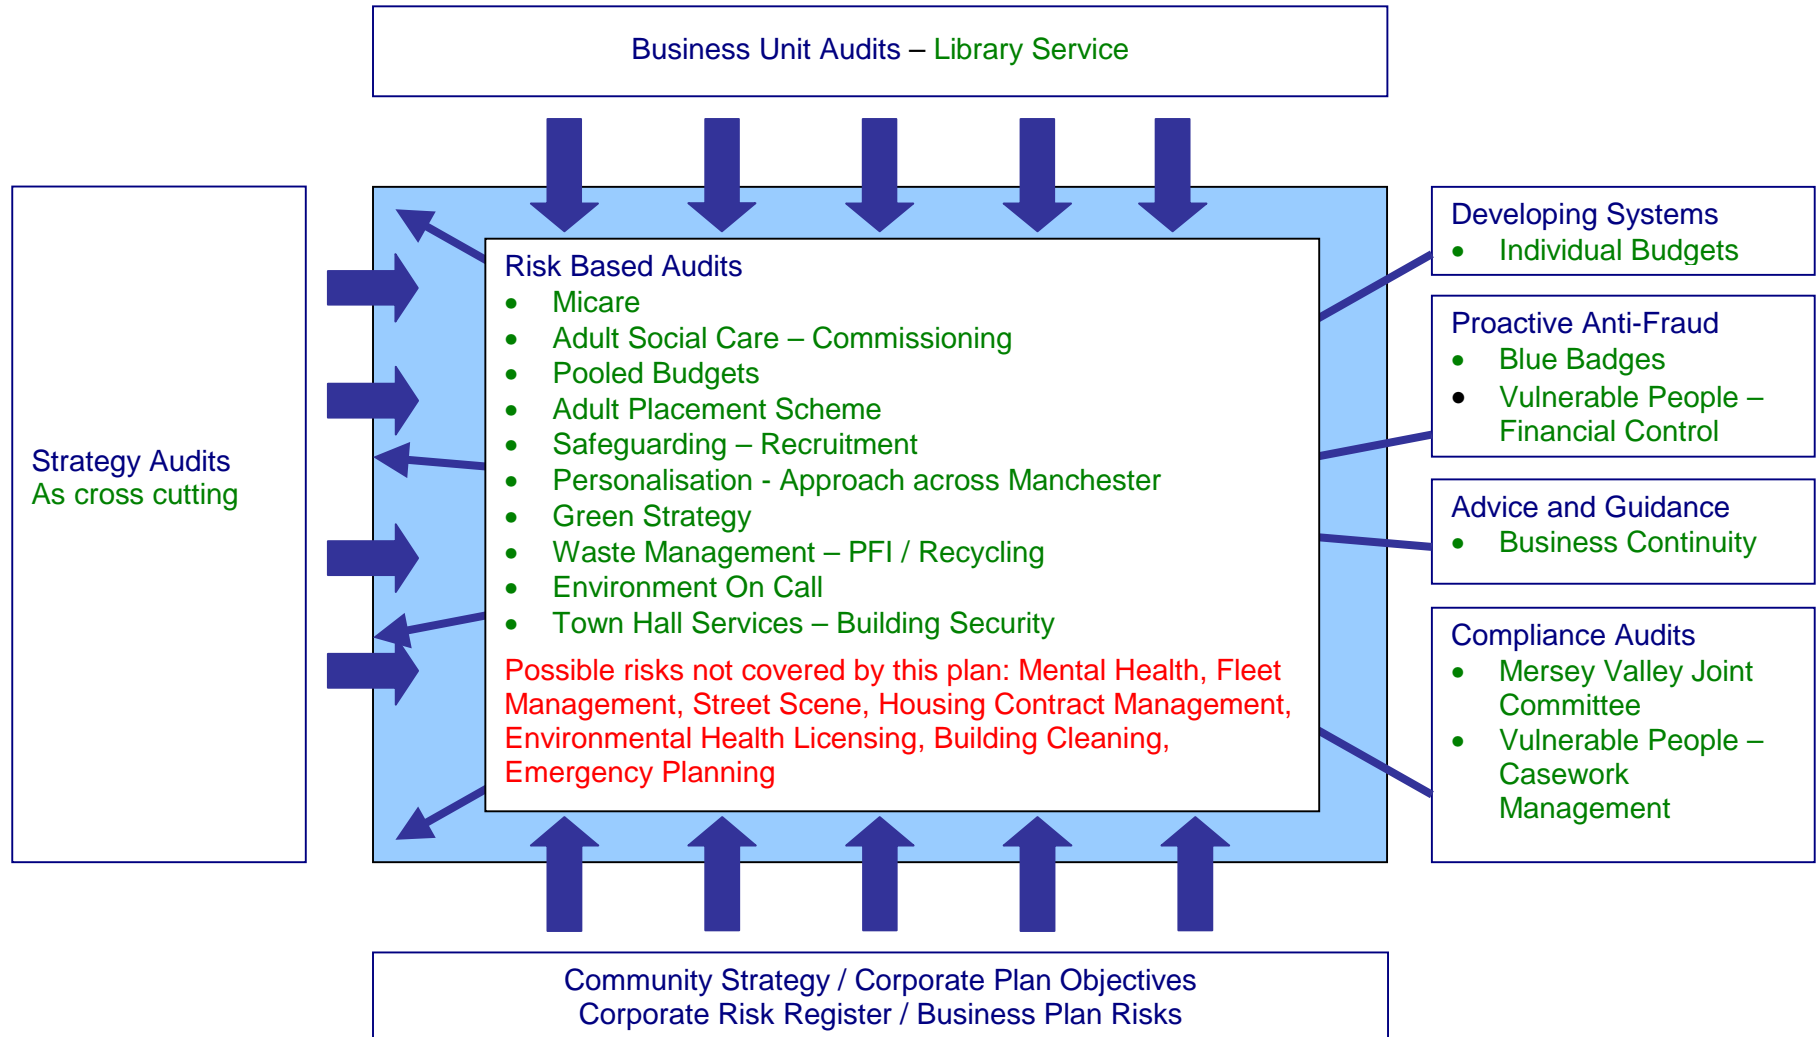 Business Unit Audits – Library Service
Strategy Audits
As cross cutting
Risk Based Audits
• Micare
• Adult Social Care – Commissioning
• Pooled Budgets
• Adult Placement Scheme
• Safeguarding – Recruitment
• Personalisation - Approach across Manchester
• Green Strategy
• Waste Management – PFI / Recycling
• Environment On Call
• Town Hall Services – Building Security
Possible risks not covered by this plan: Mental Health, Fleet
Management, Street Scene, Housing Contract Management,
Environmental Health Licensing, Building Cleaning,
Emergency Planning
Developing Systems
• Individual Budgets
Proactive Anti-Fraud
• Blue Badges
• Vulnerable People –
Financial Control
Advice and Guidance
• Business Continuity
Compliance Audits
• Mersey Valley Joint
Committee
• Vulnerable People –
Casework
Management
Community Strategy / Corporate Plan Objectives
Corporate Risk Register / Business Plan Risks